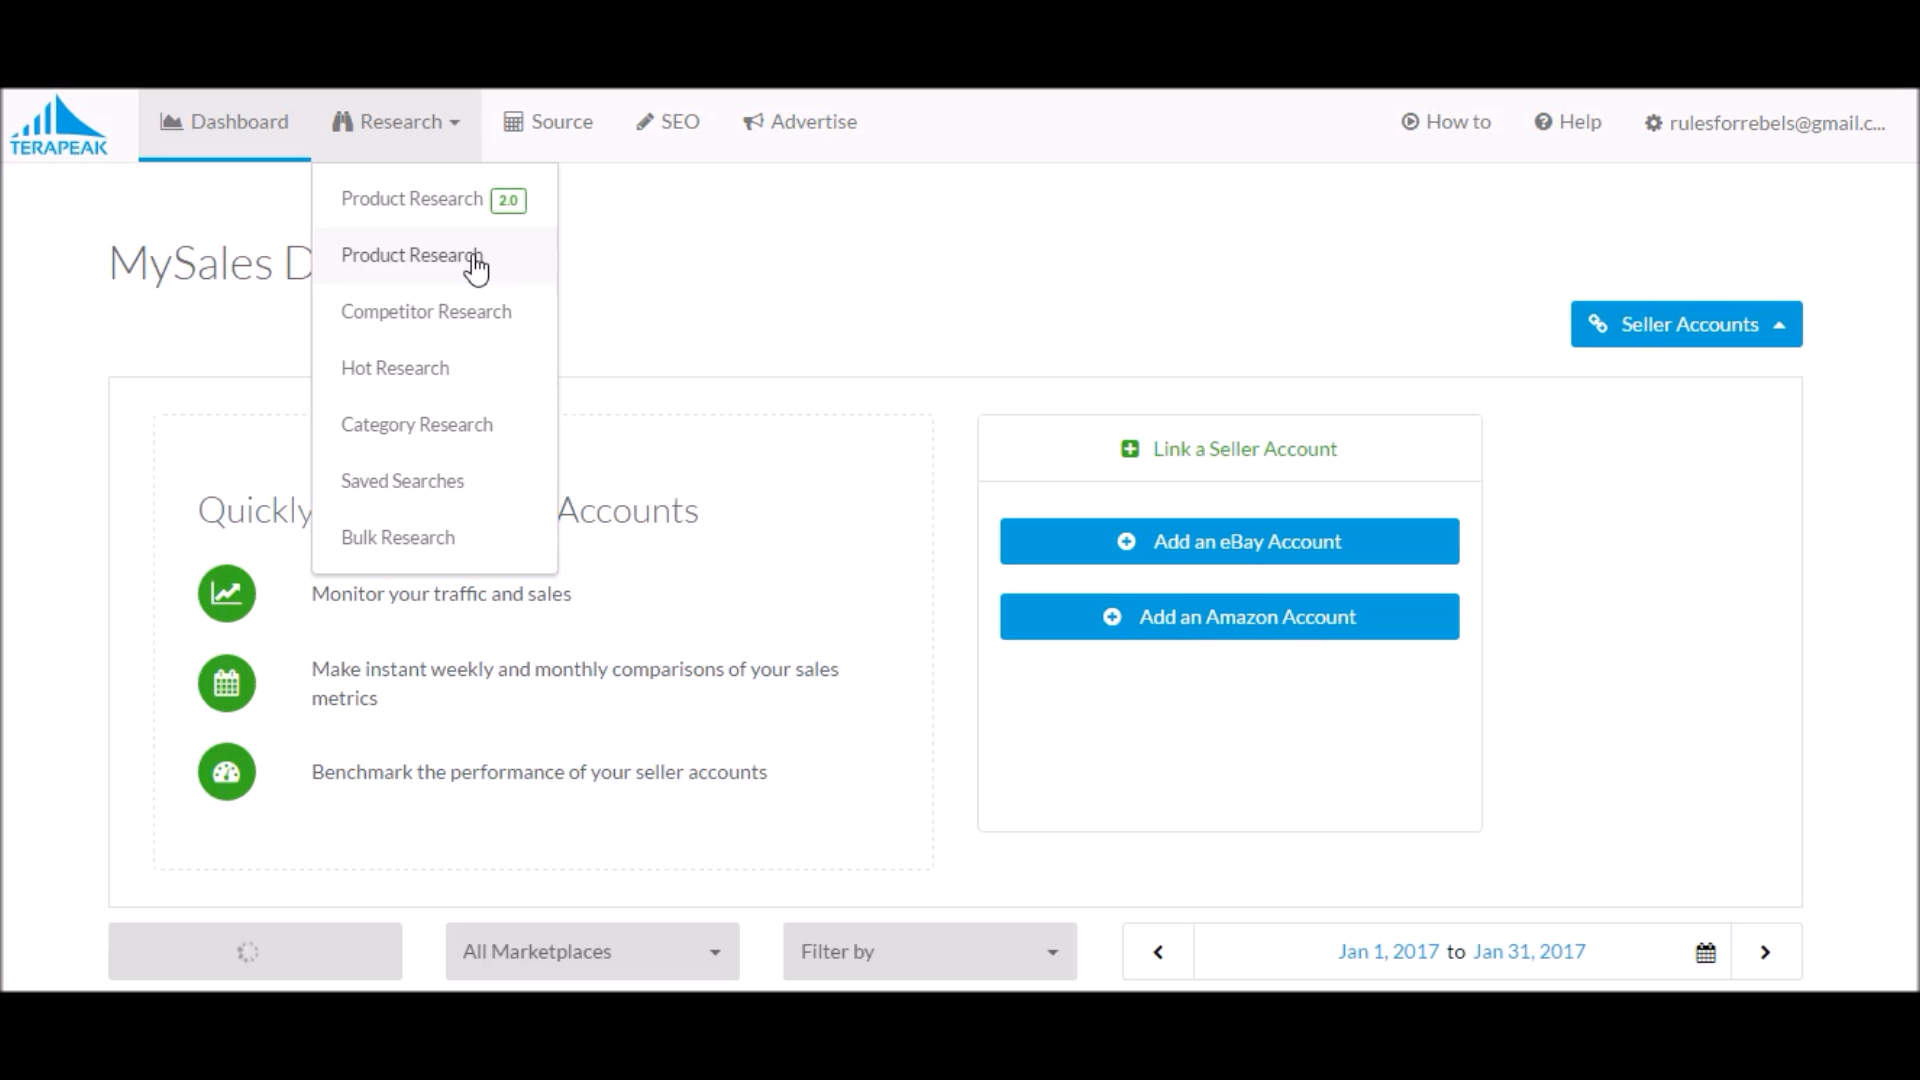 TERAPEAK
Dashboard
Research
Source
SEO
Advertise
How to
Help
rulesforrebels@gmail.c...
Product Research 2.0
Product Research
Competitor Research
Hot Research
Category Research
Saved Searches
Bulk Research
MySales D
Seller Accounts
Quickly
Accounts
Monitor your traffic and sales
Make instant weekly and monthly comparisons of your sales
metrics
Benchmark the performance of your seller accounts
Link a Seller Account
Add an eBay Account
Add an Amazon Account
All Marketplaces
Filter by
Jan 1, 2017 to Jan 31, 2017